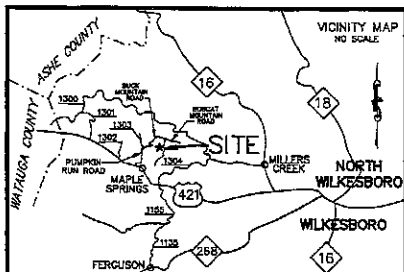 VICINITY MAP
NO SCALE
ASHE COUNTY
WATAUGA COUNTY
16
18
BUCK
MOUNTAIN
ROAD
BOBCAT
MOUNTAIN
ROAD
1300
1301
1302
1303
1304
SITE
PUMPKIN
RUN ROAD
MAPLE
SPRINGS
MILLERS
CREEK
421
NORTH
WILKESBORO
WILKESBORO
1155
1135
FERGUSON
268
16